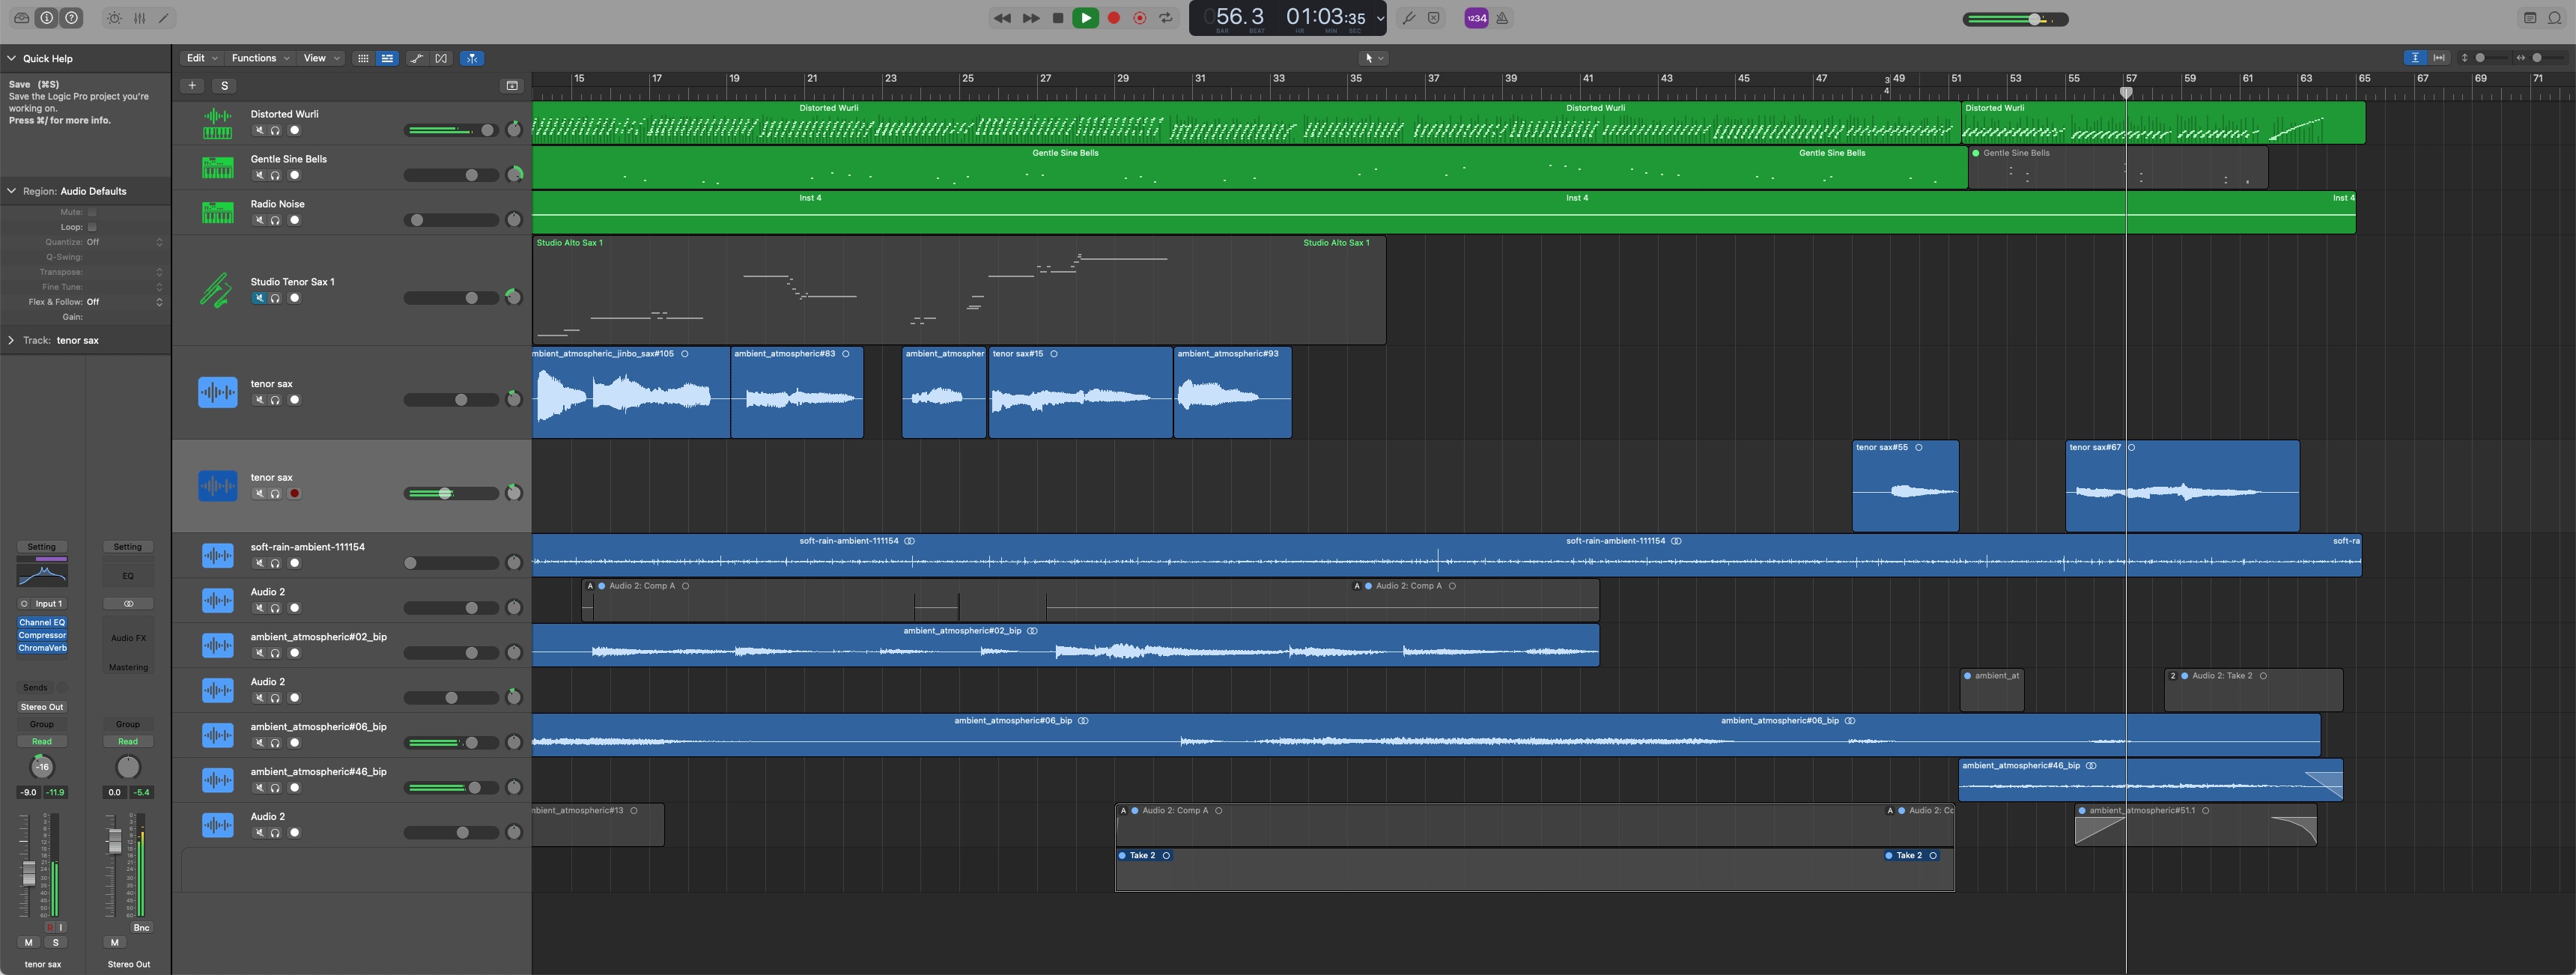 056.3 01:03:35
BAR BEAT HR MIN SEC
1234
Quick Help
Save (⌘S)
Save the Logic Pro project you're
working on.
Press ⌘/ for more info.
Region: Audio Defaults
Mute:
Loop:
Quantize: Off
Q-Swing:
Transpose:
Fine Tune:
Flex & Follow: Off
Gain:
Track: tenor sax
Setting Setting
EQ
Input 1
Channel EQ
Compressor
ChromaVerb
Audio FX
Mastering
Sends
Stereo Out
Group Group
Read Read
-16
-9.0 -11.9 0.0 -5.4
R I Bnc
M S M
tenor sax Stereo Out
Edit Functions View
S
15 17 19 21 23 25 27 29 31 33 35 37 39 41 43 45 47 3/4 49 51 53 55 57 59 61 63 65 67 69 71
Distorted Wurli
Distorted Wurli Distorted Wurli Distorted Wurli
Gentle Sine Bells
Gentle Sine Bells Gentle Sine Bells Gentle Sine Bells
Radio Noise
Inst 4 Inst 4 Inst 4
Studio Tenor Sax 1
Studio Alto Sax 1 Studio Alto Sax 1
tenor sax
mbient_atmospheric_jinbo_sax#105 ambient_atmospheric#83 ambient_atmospher tenor sax#15 ambient_atmospheric#93
tenor sax
tenor sax#55 tenor sax#67
soft-rain-ambient-111154
soft-rain-ambient-111154 soft-rain-ambient-111154 soft-ra
Audio 2
A Audio 2: Comp A A Audio 2: Comp A
ambient_atmospheric#02_bip
ambient_atmospheric#02_bip
Audio 2
ambient_at 2 Audio 2: Take 2
ambient_atmospheric#06_bip
ambient_atmospheric#06_bip ambient_atmospheric#06_bip
ambient_atmospheric#46_bip
ambient_atmospheric#46_bip
Audio 2
mbient_atmospheric#13 A Audio 2: Comp A A Audio 2: Cc ambient_atmospheric#51.1
Take 2 Take 2